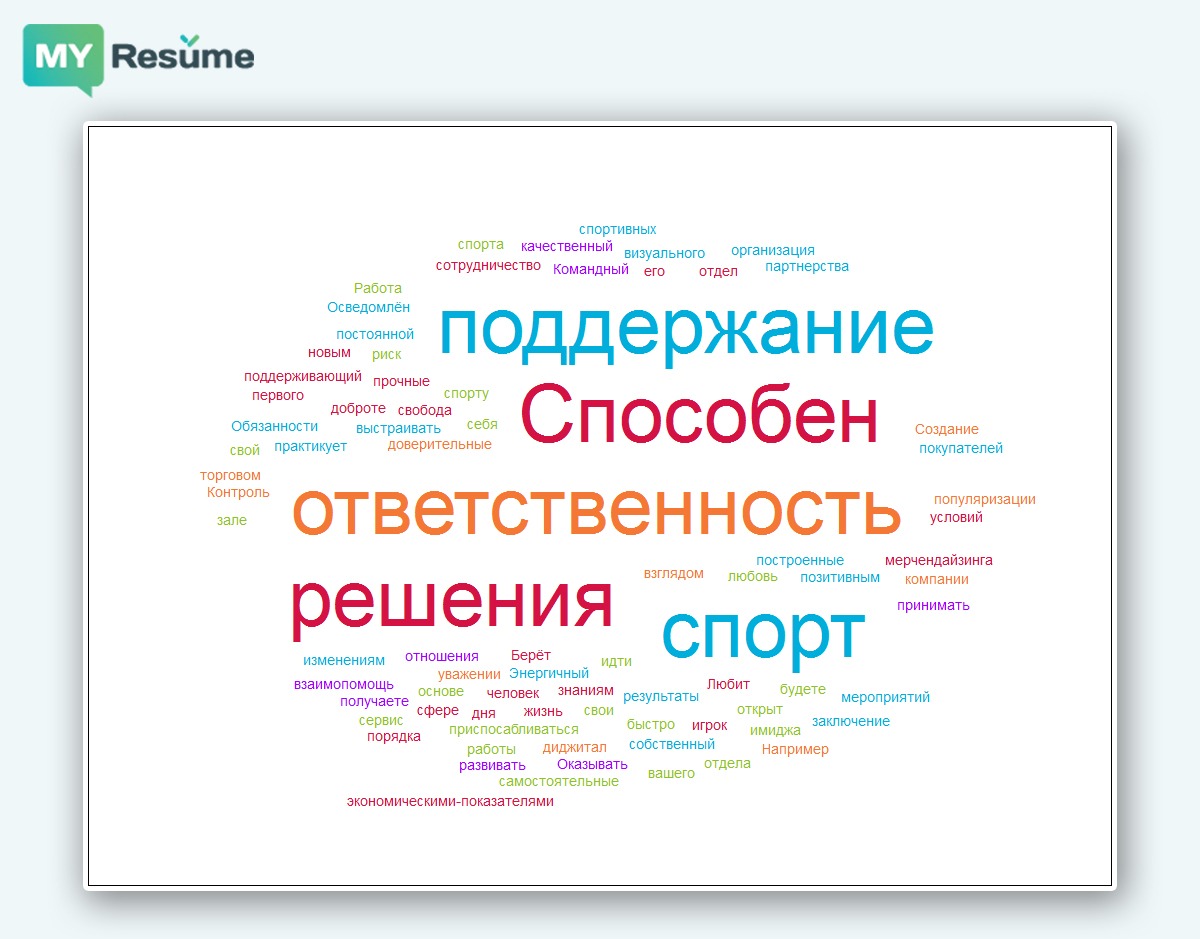 MY Resume
спортивных
спорта качественный визуального организация
сотрудничество Командный его отдел партнерства
Работа
Осведомлён
поддержание
постоянной
новым риск
поддерживающий прочные
первого спорту
доброте свобода
Способен
Обязанности выстраивать себя
Создание
свой практикует доверительные
покупателей
торговом
Контроль
ответственность
популяризации
зале
условий
построенные мерчендайзинга
взглядом любовь позитивным компании
решения
принимать
спорт
изменениям отношения Берёт идти
уважении Энергичный
взаимопомощь основе человек знаниям результаты Любит будете мероприятий
получаете
сфере дня жизнь свои открыт
сервис приспосабливаться быстро игрок имиджа заключение
порядка
работы диджитал собственный Например
развивать Оказывать вашего отдела
самостоятельные
экономическими-показателями